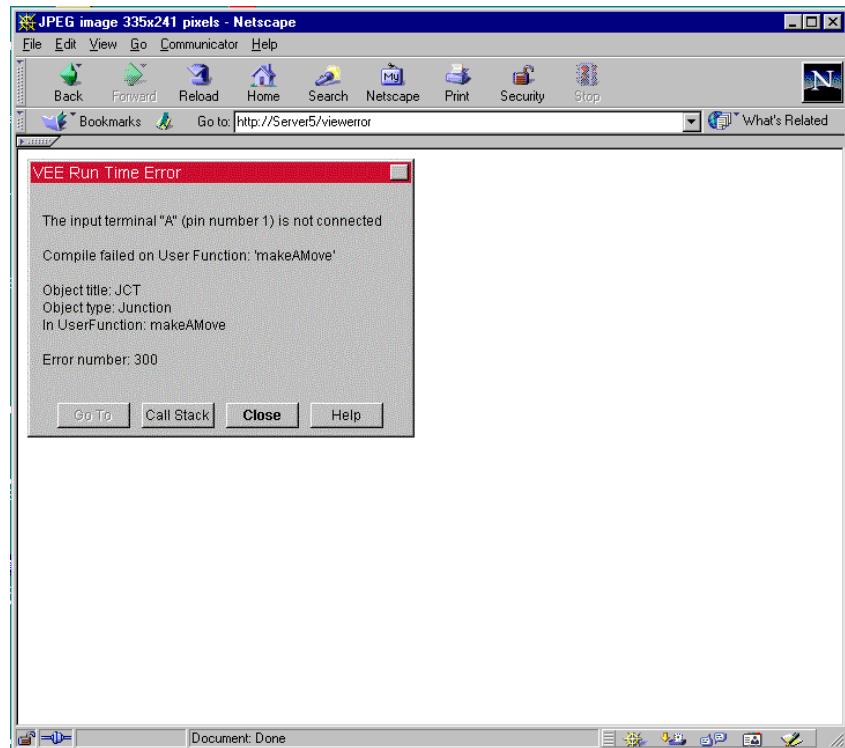 JPEG image 335x241 pixels - Netscape
File Edit View Go Communicator Help
Back Forward Reload Home Search Netscape Print Security Stop
My
N
Bookmarks Go to: http://Server5/viewerror What's Related
VEE Run Time Error
The input terminal "A" (pin number 1) is not connected
Compile failed on User Function: 'makeAMove'
Object title: JCT
Object type: Junction
In UserFunction: makeAMove
Error number: 300
Go To Call Stack Close Help
Document: Done